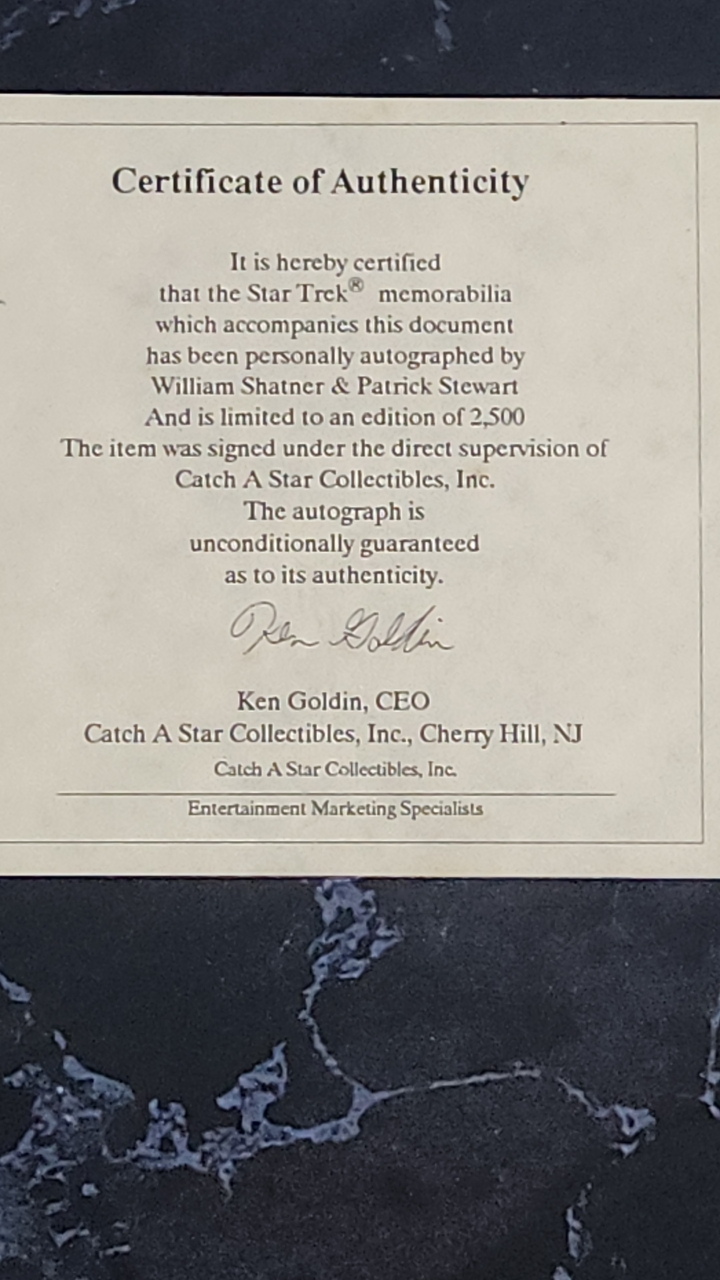 Certificate of Authenticity
It is hereby certified
that the Star Trek® memorabilia
which accompanies this document
has been personally autographed by
William Shatner & Patrick Stewart
And is limited to an edition of 2,500
The item was signed under the direct supervision of
Catch A Star Collectibles, Inc.
The autograph is
unconditionally guaranteed
as to its authenticity.
Ken Goldin
Ken Goldin, CEO
Catch A Star Collectibles, Inc., Cherry Hill, NJ
Catch A Star Collectibles, Inc.
Entertainment Marketing Specialists